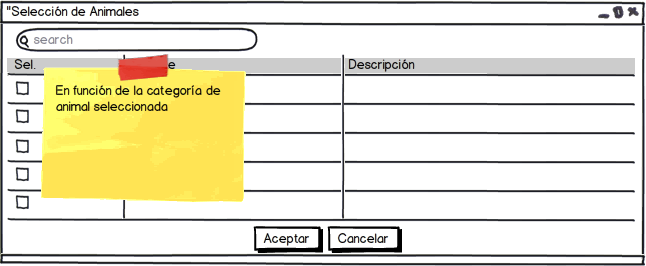 "Selección de Animales
search
Sel. Descripción
En función de la categoría de
animal seleccionada
Aceptar Cancelar